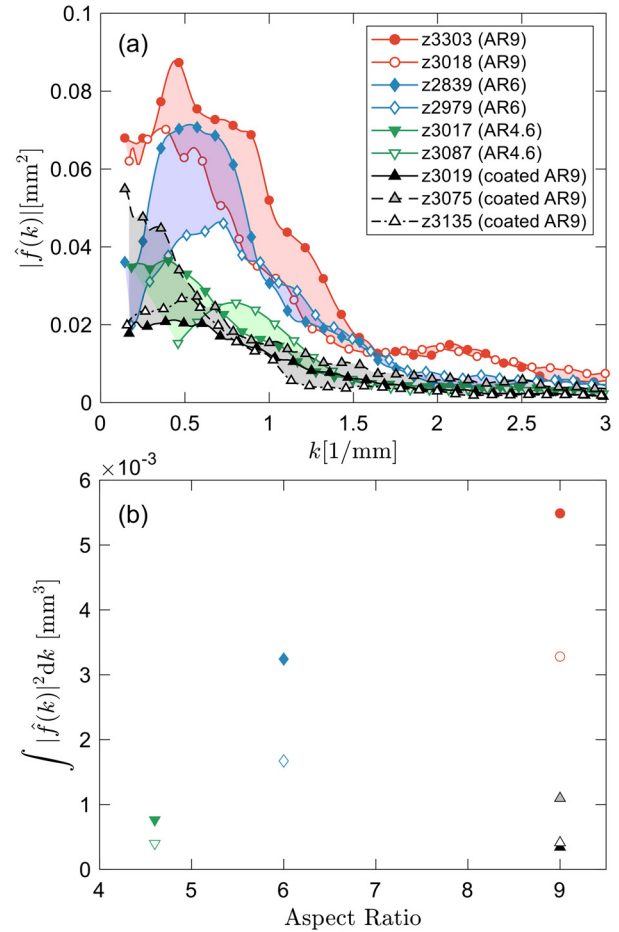 (a)
z3303 (AR9)
z3018 (AR9)
z2839 (AR6)
z2979 (AR6)
z3017 (AR4.6)
z3087 (AR4.6)
z3019 (coated AR9)
z3075 (coated AR9)
z3135 (coated AR9)
|f̂(k)|[mm²]
0.1
0.08
0.06
0.04
0.02
0
0 0.5 1 1.5 2 2.5 3
k[1/mm]
×10⁻³
(b)
∫ |f̂(k)|²dk [mm³]
6
5
4
3
2
1
0
4 5 6 7 8 9
Aspect Ratio